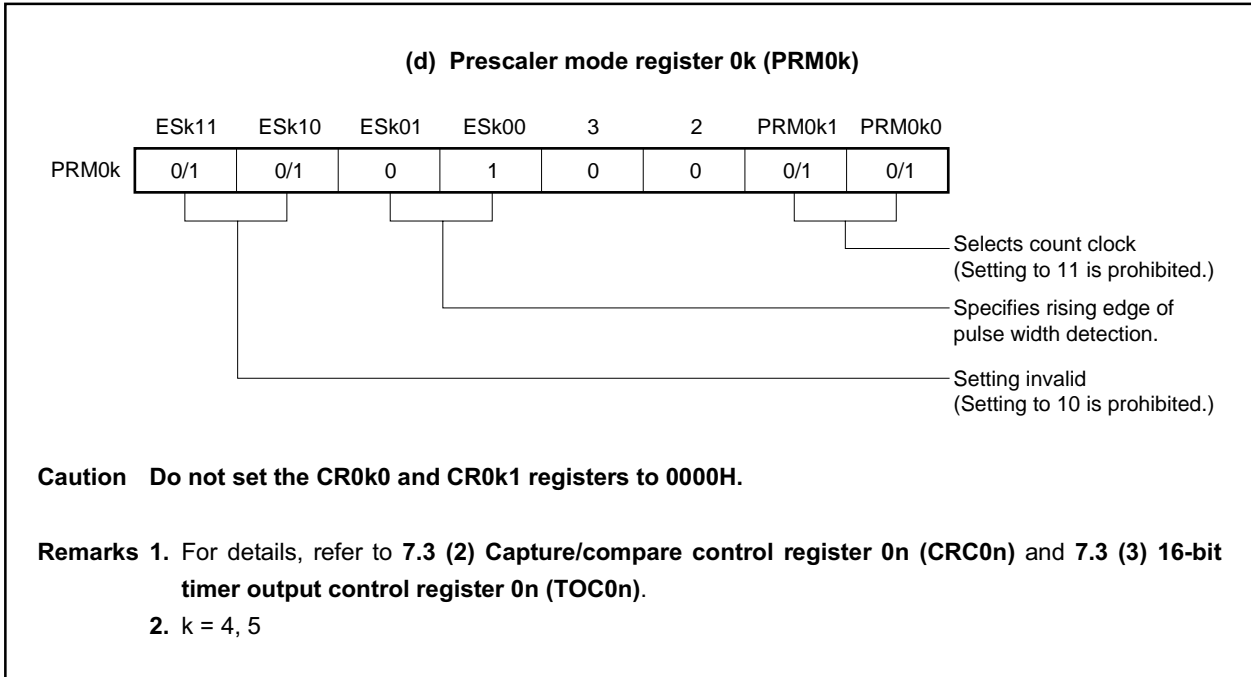 (d) Prescaler mode register 0k (PRM0k)
ESk11 ESk10 ESk01 ESk00 3 2 PRM0k1 PRM0k0
PRM0k 0/1 0/1 0 1 0 0 0/1 0/1
Selects count clock
(Setting to 11 is prohibited.)
Specifies rising edge of
pulse width detection.
Setting invalid
(Setting to 10 is prohibited.)
Caution Do not set the CR0k0 and CR0k1 registers to 0000H.
Remarks 1. For details, refer to 7.3 (2) Capture/compare control register 0n (CRC0n) and 7.3 (3) 16-bit
timer output control register 0n (TOC0n).
2. k = 4, 5